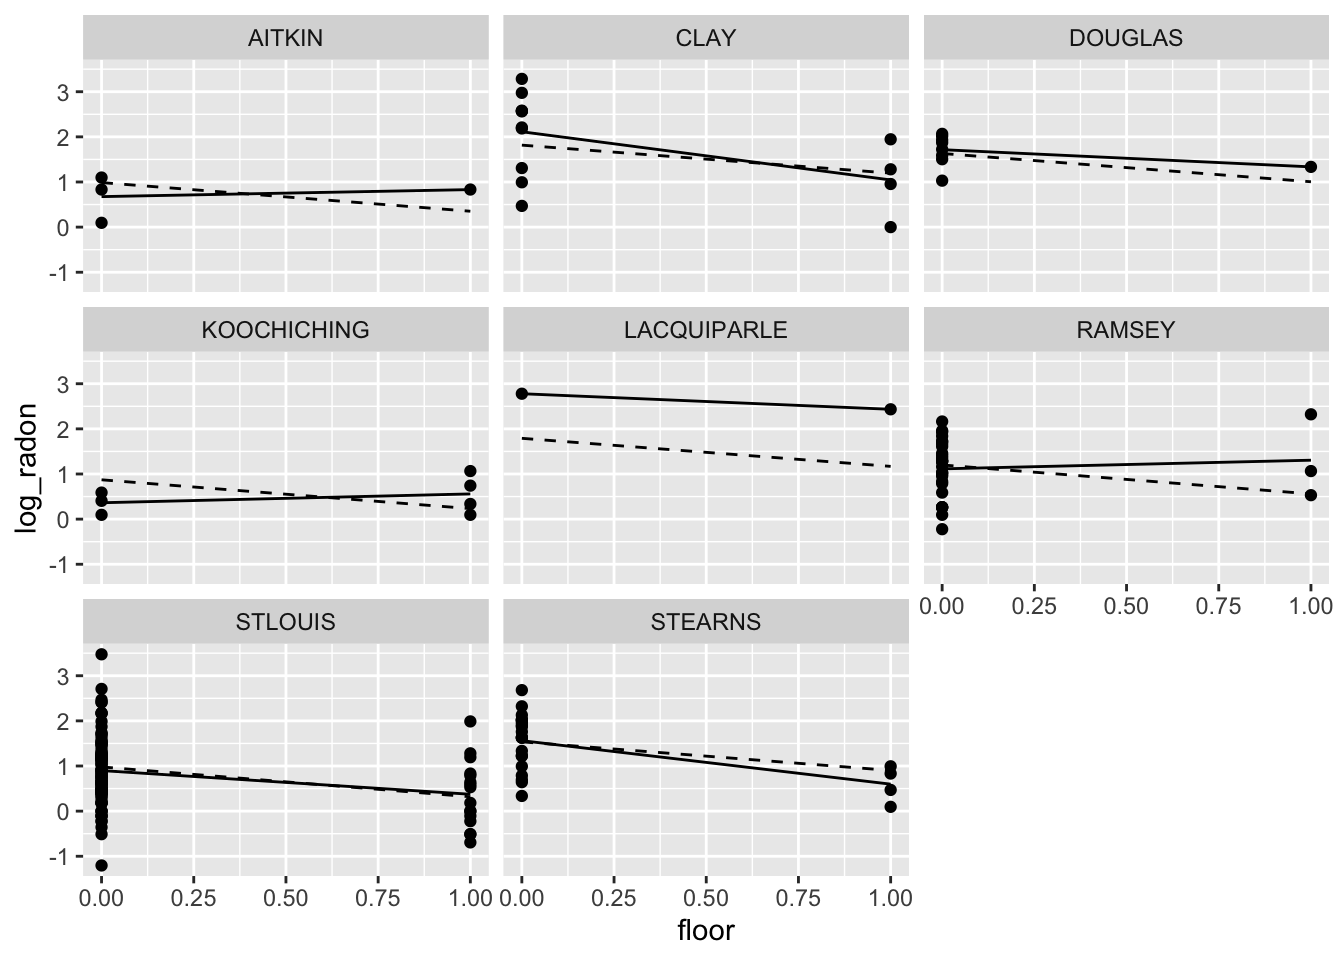 AITKIN CLAY DOUGLAS
3
2
1
0
-1
KOOCHICHING LACQUIPARLE RAMSEY
3
2
1
0
-1
log_radon
0.00 0.25 0.50 0.75 1.00
STLOUIS STEARNS
3
2
1
0
-1
0.00 0.25 0.50 0.75 1.00 0.00 0.25 0.50 0.75 1.00
floor